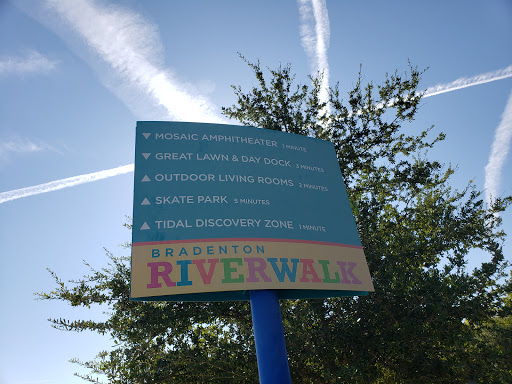 ▼ MOSAIC AMPHITHEATER 1 MINUTE
▼ GREAT LAWN & DAY DOCK 3 MINUTES
▲ OUTDOOR LIVING ROOMS 3 MINUTES
▲ SKATE PARK 5 MINUTES
▲ TIDAL DISCOVERY ZONE 1 MINUTE
BRADENTON
RIVERWALK